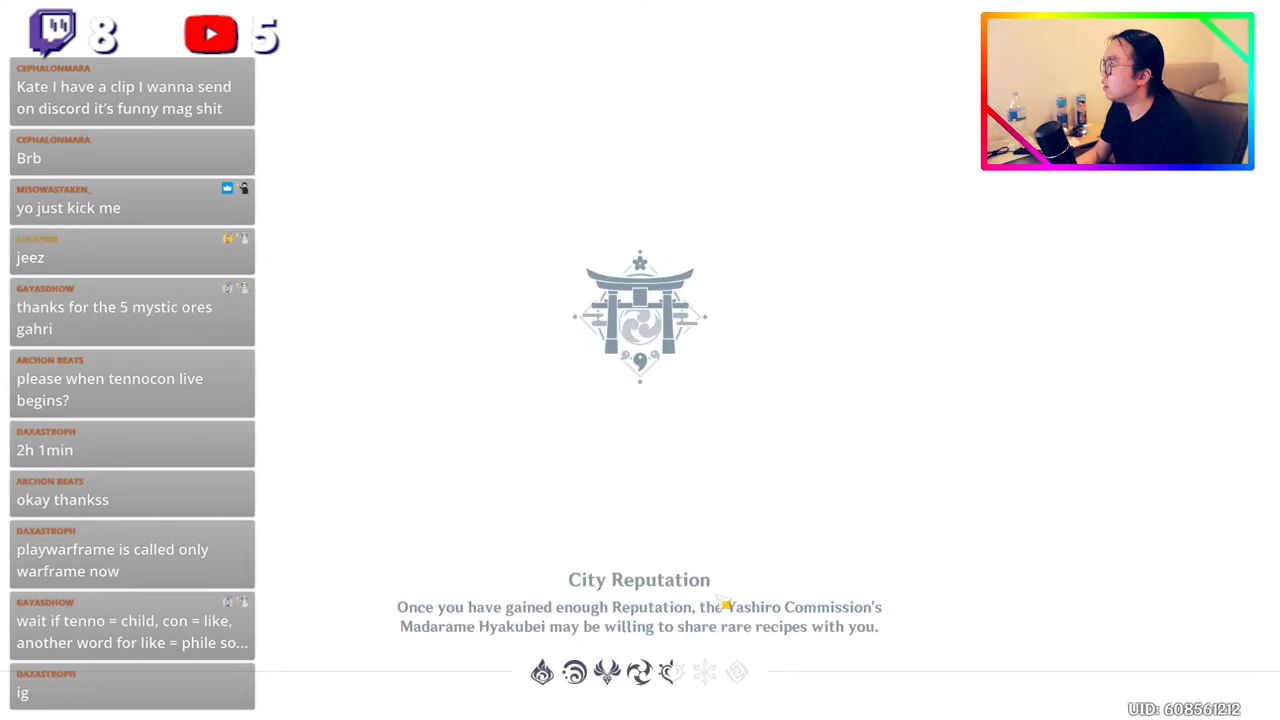 8
5
CEPHALONMARA
Kate I have a clip I wanna send
on discord it's funny mag shit
CEPHALONMARA
Brb
MISOWASTAKEN_
yo just kick me
jeez
GAYASDHOW
thanks for the 5 mystic ores
gahri
ARCHON BEATS
please when tennocon live
begins?
DAXASTROPH
2h 1min
ARCHON BEATS
okay thankss
DAXASTROPH
playwarframe is called only
warframe now
GAYASDHOW
wait if tenno = child, con = like,
another word for like = phile so...
DAXASTROPH
ig
City Reputation
Once you have gained enough Reputation, the Yashiro Commission's
Madarame Hyakubei may be willing to share rare recipes with you.
UID: 608561212